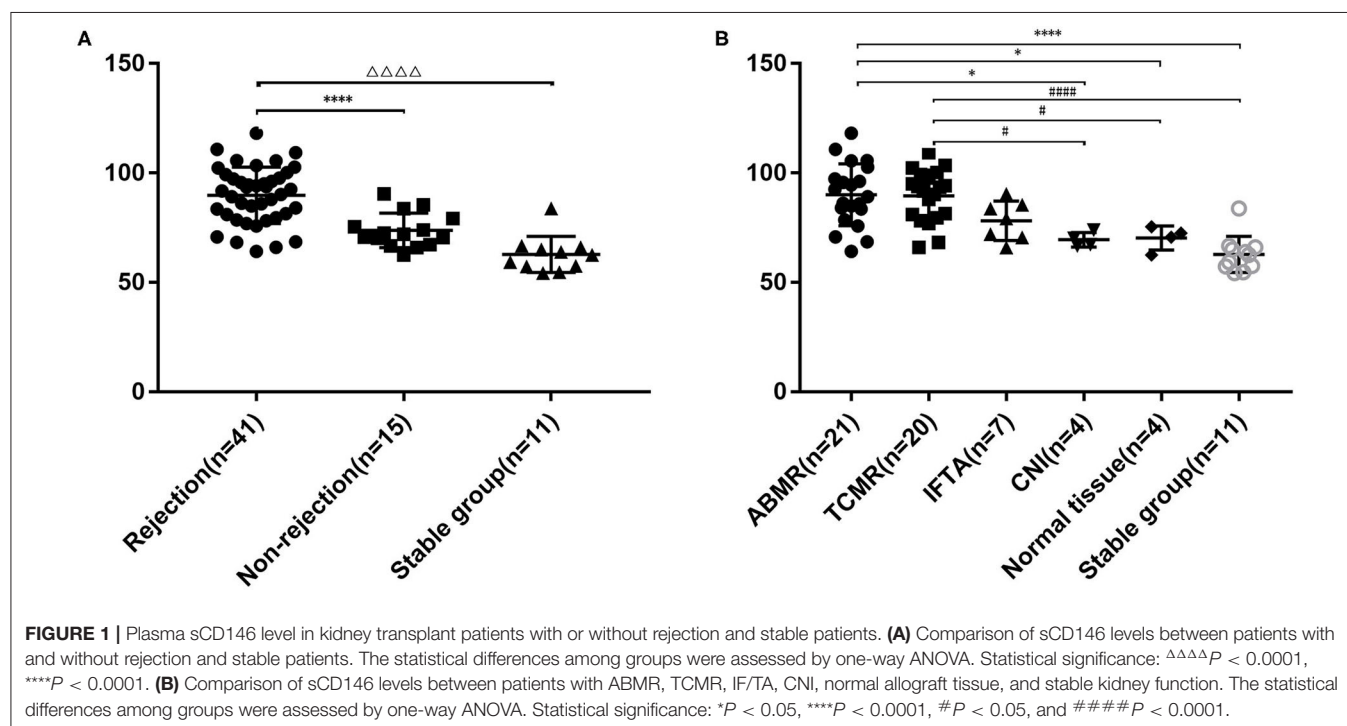 A
150
100
50
0
△△△△
****
Rejection(n=41)
Non-rejection(n=15)
Stable group(n=11)
B
150
100
50
0
****
*
*
####
#
#
ABMR(n=21)
TCMR(n=20)
IFTA(n=7)
CNI(n=4)
Normal tissue(n=4)
Stable group(n=11)
FIGURE 1 | Plasma sCD146 level in kidney transplant patients with or without rejection and stable patients. (A) Comparison of sCD146 levels between patients with
and without rejection and stable patients. The statistical differences among groups were assessed by one-way ANOVA. Statistical significance: △△△△P < 0.0001,
****P < 0.0001. (B) Comparison of sCD146 levels between patients with ABMR, TCMR, IF/TA, CNI, normal allograft tissue, and stable kidney function. The statistical
differences among groups were assessed by one-way ANOVA. Statistical significance: *P < 0.05, ****P < 0.0001, #P < 0.05, and ####P < 0.0001.